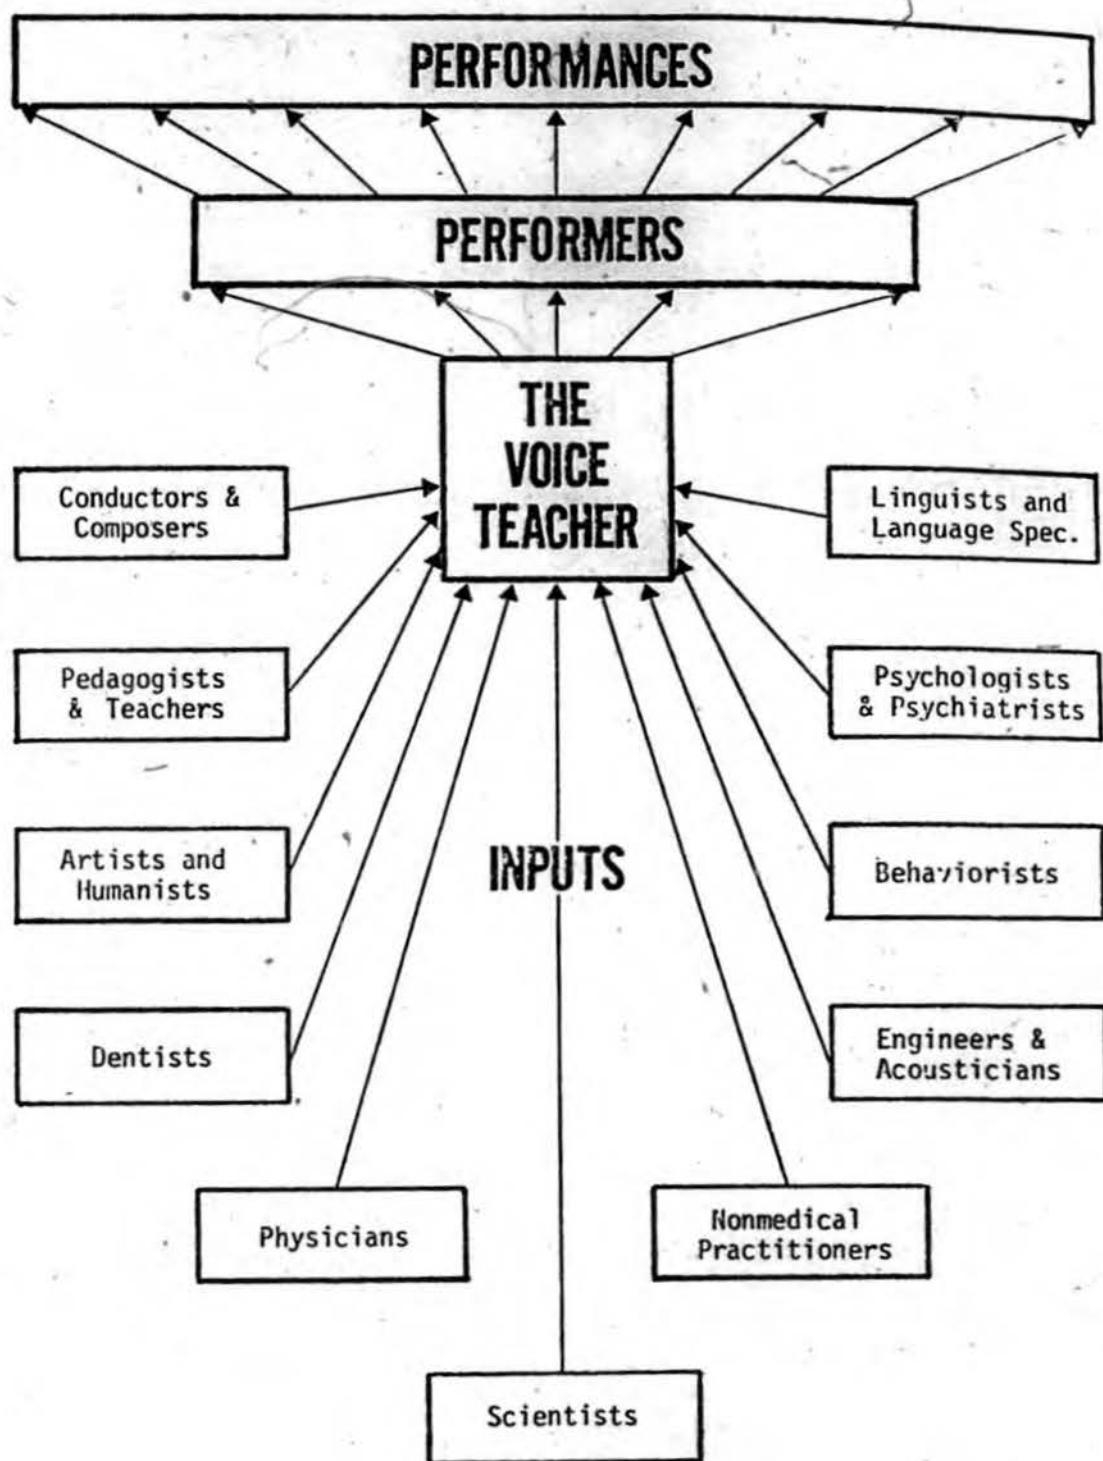 PERFORMANCES
PERFORMERS
THE
VOICE
TEACHER
Conductors &
Composers
Linguists and
Language Spec.
Pedagogists
& Teachers
Psychologists
& Psychiatrists
Artists and
Humanists
INPUTS
Behaviorists
Dentists
Engineers &
Acousticians
Physicians
Nonmedical
Practitioners
Scientists